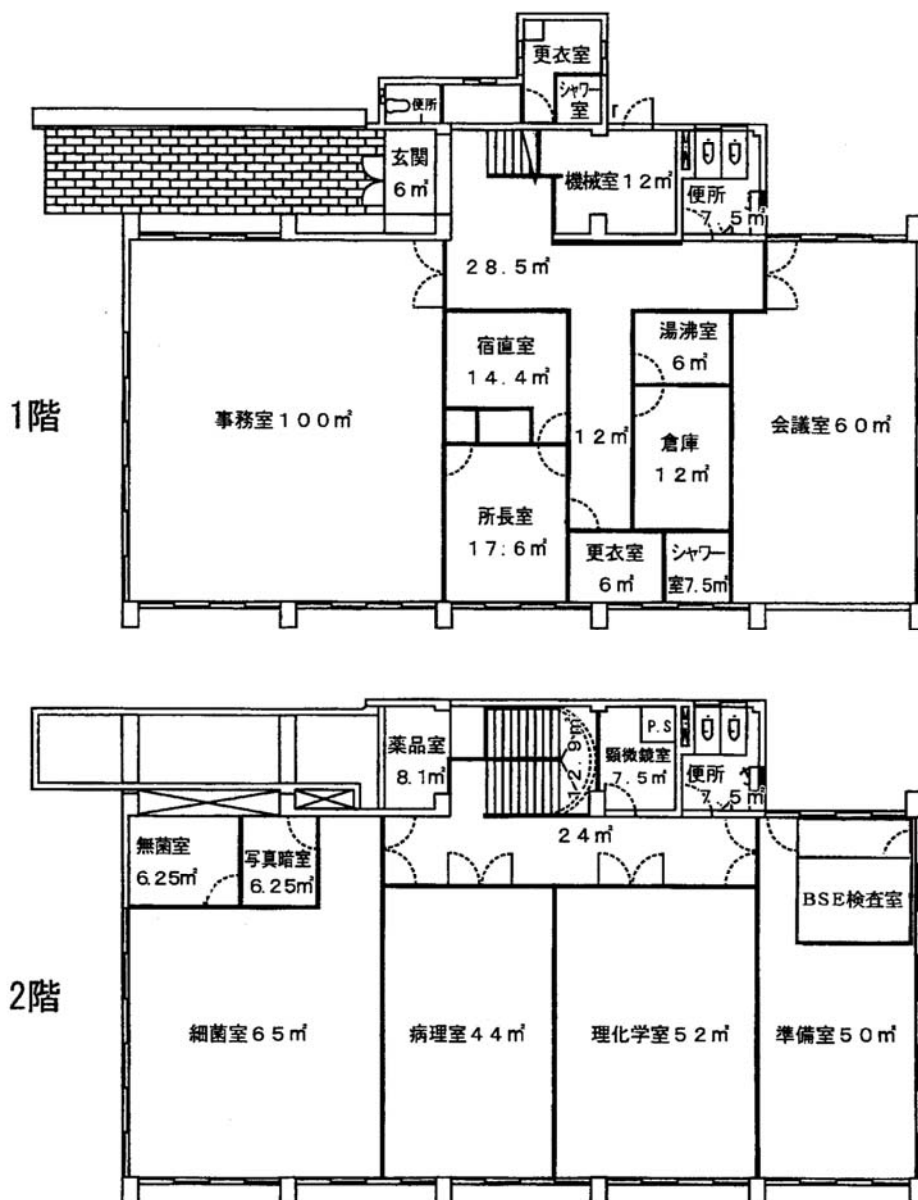 更衣室
シャワー
室
便所
玄関
6㎡
機械室12㎡
便所
7.5㎡
28.5㎡
宿直室
14.4㎡
湯沸室
6㎡
1階
事務室100㎡
12㎡
倉庫
12㎡
会議室60㎡
所長室
17.6㎡
更衣室
6㎡
シャワー
室7.5㎡
薬品室
8.1㎡
12.9㎡
P.S
顕微鏡室
7.5㎡
便所
7.5㎡
24㎡
無菌室
6.25㎡
写真暗室
6.25㎡
BSE検査室
2階
細菌室65㎡
病理室44㎡
理化学室52㎡
準備室50㎡